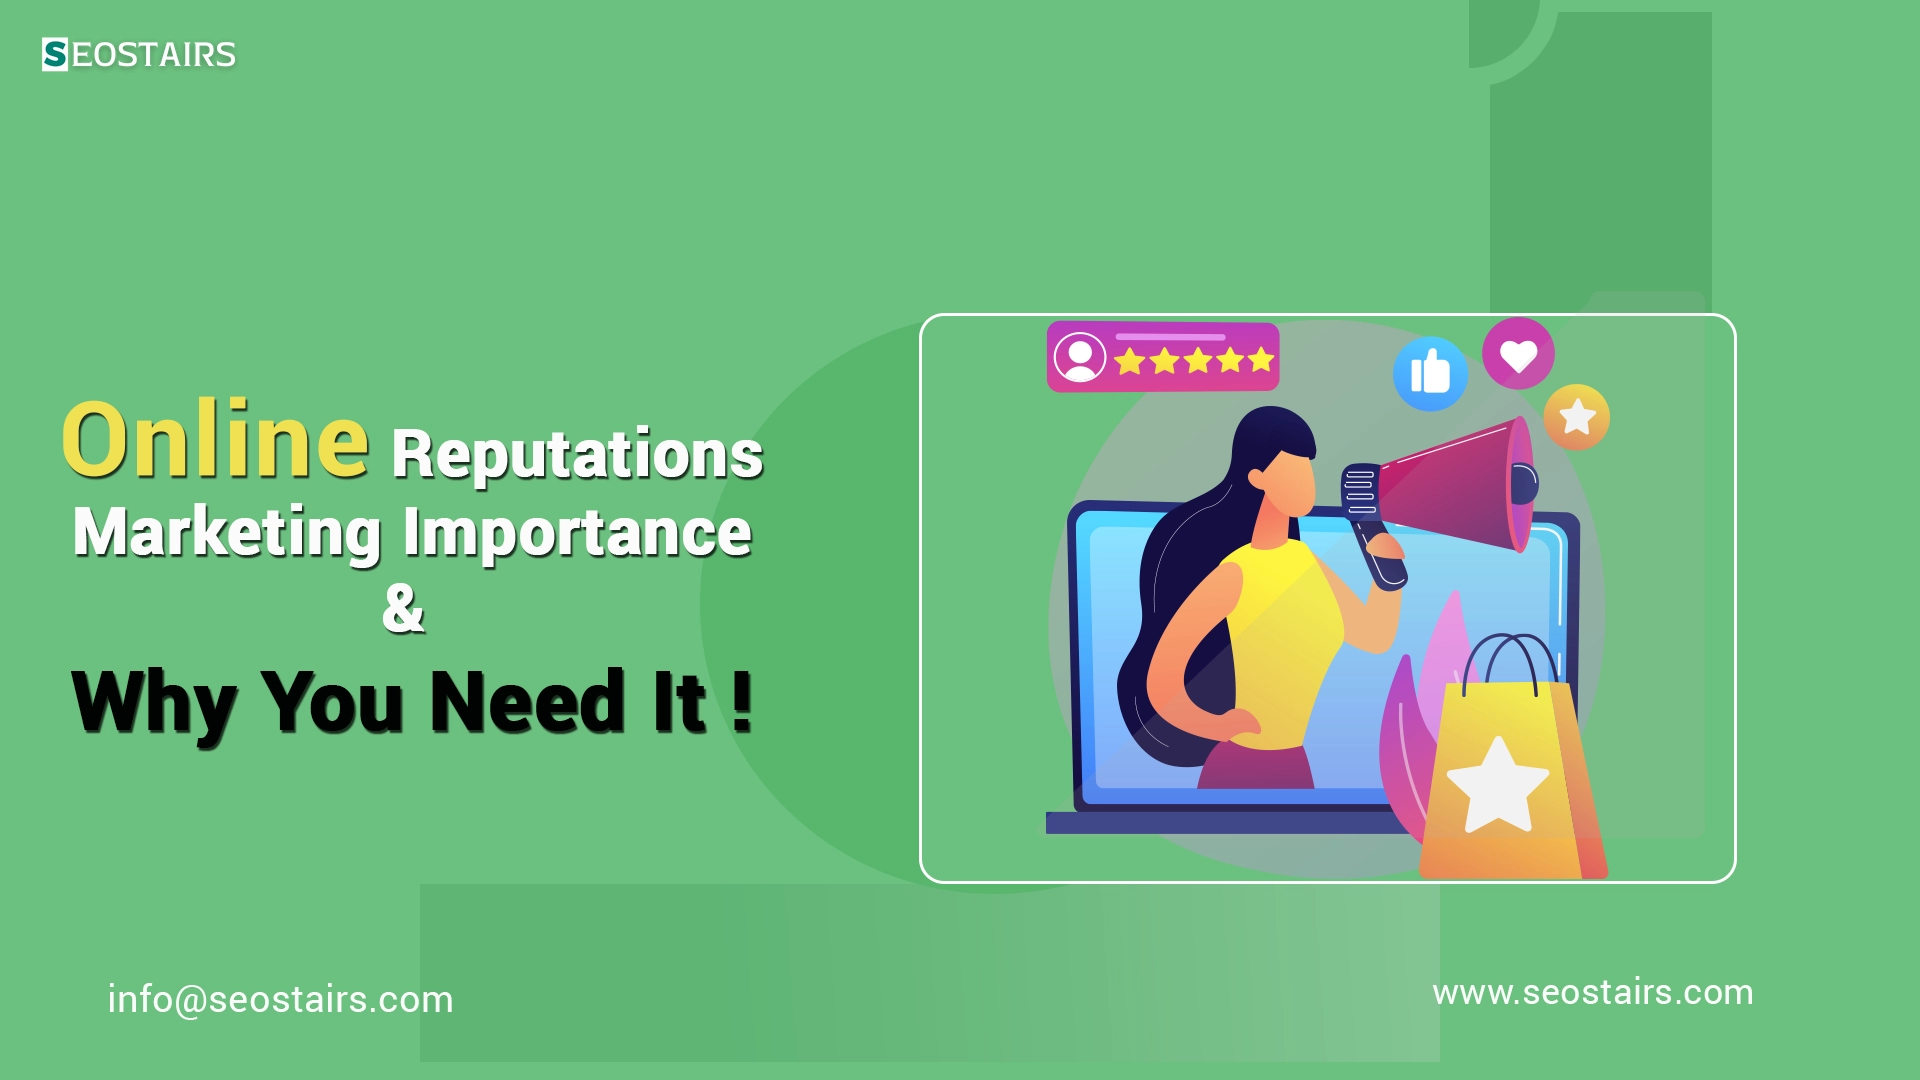 SEOSTAIRS
Online Reputations
Marketing Importance
&
Why You Need It !
info@seostairs.com
www.seostairs.com